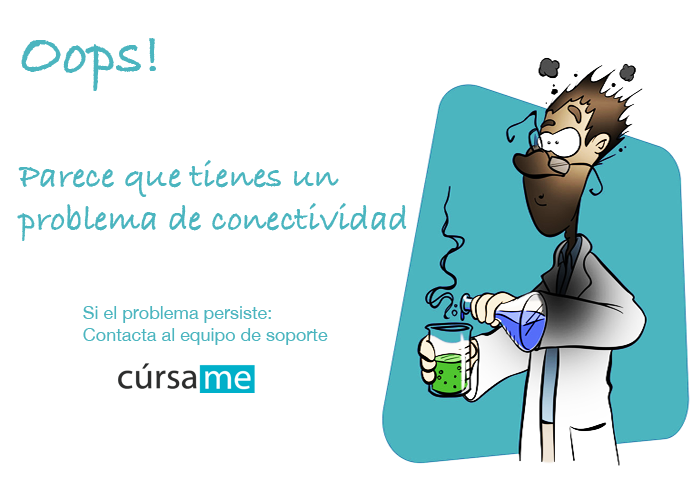 Oops!
Parece que tienes un
problema de conectividad
Si el problema persiste:
Contacta al equipo de soporte
cúrsame